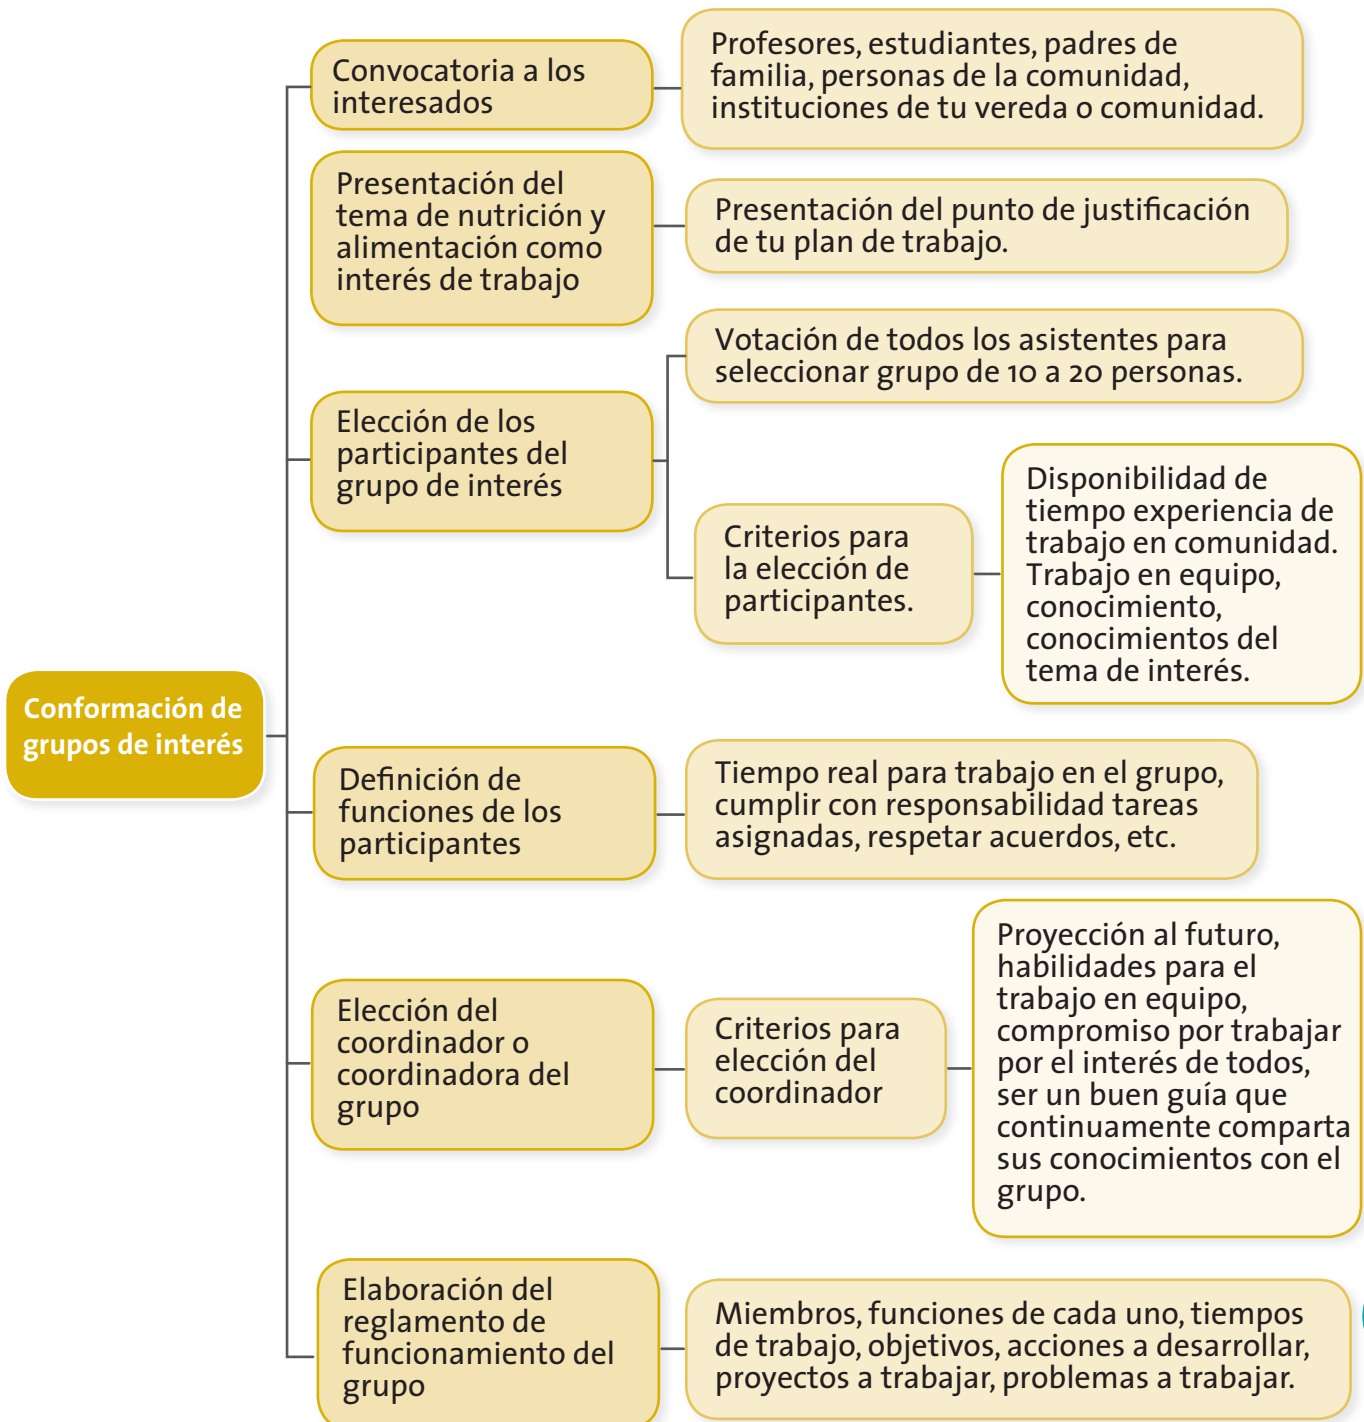 Convocatoria a los
interesados
Profesores, estudiantes, padres de
familia, personas de la comunidad,
instituciones de tu vereda o comunidad.
Presentación del
tema de nutrición y
alimentación como
interés de trabajo
Presentación del punto de justificación
de tu plan de trabajo.
Elección de los
participantes del
grupo de interés
Votación de todos los asistentes para
seleccionar grupo de 10 a 20 personas.
Criterios para
la elección de
participantes.
Disponibilidad de
tiempo experiencia de
trabajo en comunidad.
Trabajo en equipo,
conocimiento,
conocimientos del
tema de interés.
Conformación de
grupos de interés
Definición de
funciones de los
participantes
Tiempo real para trabajo en el grupo,
cumplir con responsabilidad tareas
asignadas, respetar acuerdos, etc.
Elección del
coordinador o
coordinadora del
grupo
Criterios para
elección del
coordinador
Proyección al futuro,
habilidades para el
trabajo en equipo,
compromiso por trabajar
por el interés de todos,
ser un buen guía que
continuamente comparta
sus conocimientos con el
grupo.
Elaboración del
reglamento de
funcionamiento del
grupo
Miembros, funciones de cada uno, tiempos
de trabajo, objetivos, acciones a desarrollar,
proyectos a trabajar, problemas a trabajar.